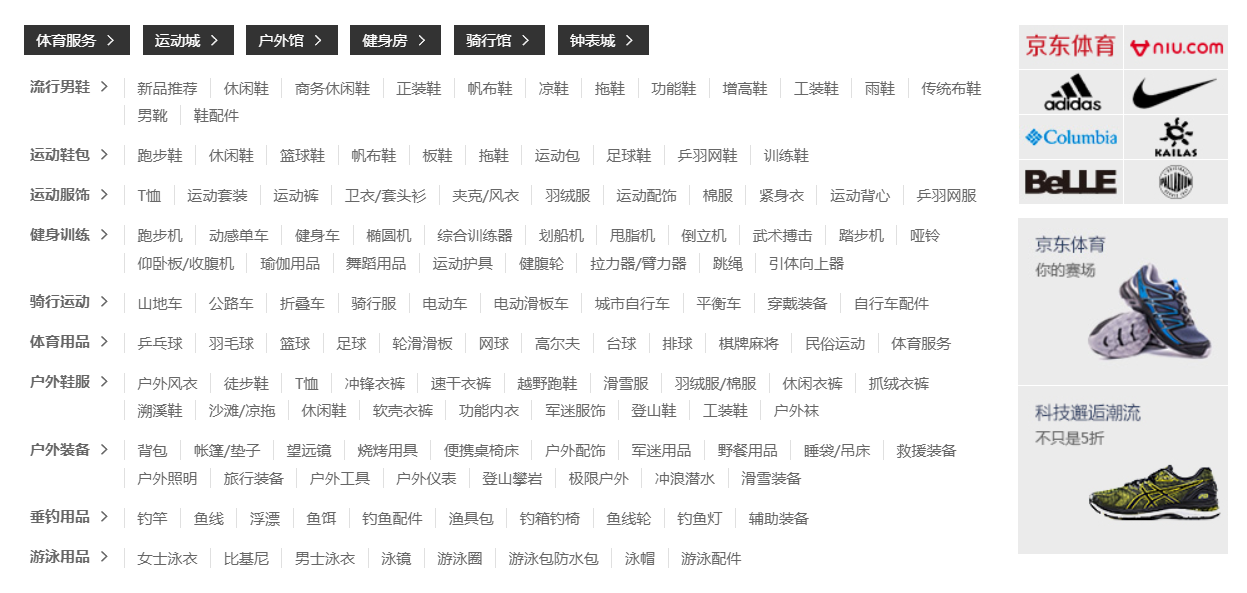 体育服务 > 运动城 > 户外馆 > 健身房 > 骑行馆 > 钟表城 >
流行男鞋 > 新品推荐 休闲鞋 商务休闲鞋 正装鞋 帆布鞋 凉鞋 拖鞋 功能鞋 增高鞋 工装鞋 雨鞋 传统布鞋
男靴 鞋配件
运动鞋包 > 跑步鞋 休闲鞋 篮球鞋 帆布鞋 板鞋 拖鞋 运动包 足球鞋 乒羽网鞋 训练鞋
运动服饰 > T恤 运动套装 运动裤 卫衣/套头衫 夹克/风衣 羽绒服 运动配饰 棉服 紧身衣 运动背心 乒羽网服
健身训练 > 跑步机 动感单车 健身车 椭圆机 综合训练器 划船机 甩脂机 倒立机 武术搏击 踏步机 哑铃
仰卧板/收腹机 瑜伽用品 舞蹈用品 运动护具 健腹轮 拉力器/臂力器 跳绳 引体向上器
骑行运动 > 山地车 公路车 折叠车 骑行服 电动车 电动滑板车 城市自行车 平衡车 穿戴装备 自行车配件
体育用品 > 乒乓球 羽毛球 篮球 足球 轮滑滑板 网球 高尔夫 台球 排球 棋牌麻将 民俗运动 体育服务
户外鞋服 > 户外风衣 徒步鞋 T恤 冲锋衣裤 速干衣裤 越野跑鞋 滑雪服 羽绒服/棉服 休闲衣裤 抓绒衣裤
溯溪鞋 沙滩/凉拖 休闲鞋 软壳衣裤 功能内衣 军迷服饰 登山鞋 工装鞋 户外袜
户外装备 > 背包 帐篷/垫子 望远镜 烧烤用具 便携桌椅床 户外配饰 军迷用品 野餐用品 睡袋/吊床 救援装备
户外照明 旅行装备 户外工具 户外仪表 登山攀岩 极限户外 冲浪潜水 滑雪装备
垂钓用品 > 钓竿 鱼线 浮漂 鱼饵 钓鱼配件 渔具包 钓箱钓椅 鱼线轮 钓鱼灯 辅助装备
游泳用品 > 女士泳衣 比基尼 男士泳衣 泳镜 游泳圈 游泳包防水包 泳帽 游泳配件
京东体育 niu.com
adidas
Columbia KAILAS
BeLLE
京东体育
你的赛场
科技邂逅潮流
不只是5折